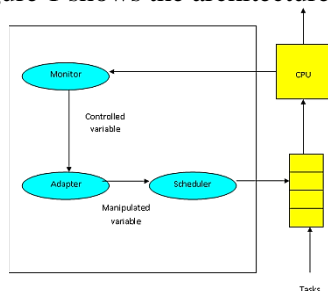 gure 1 shows the architecture
Monitor
CPU
Controlled
variable
Adapter
Scheduler
Manipulated
variable
Tasks